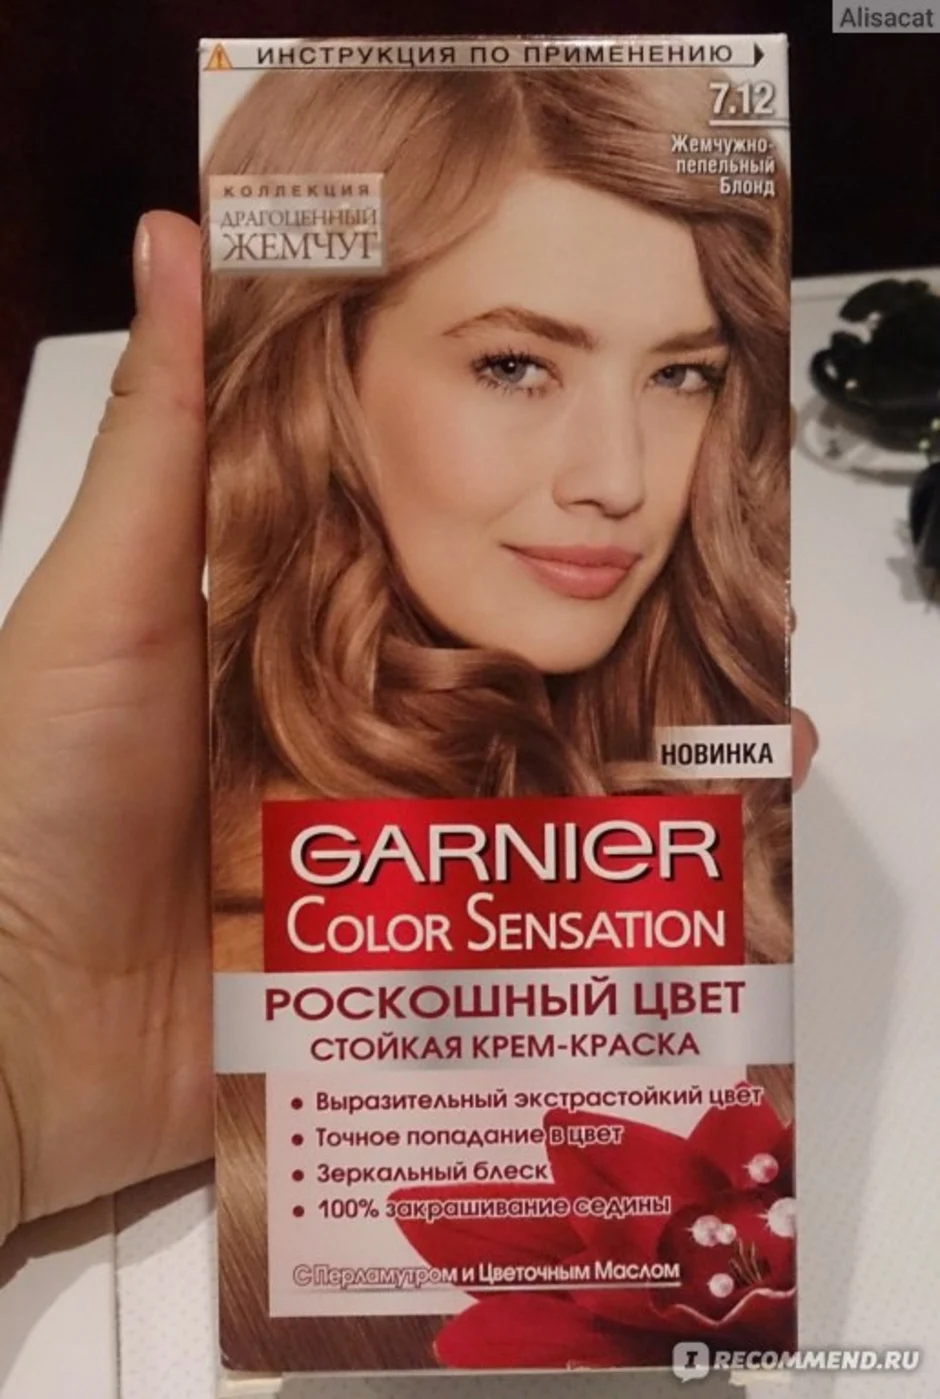 Alisacat
ИНСТРУКЦИЯ ПО ПРИМЕНЕНИЮ
7.12
Жемчужно-
пепельный
Блонд
КОЛЛЕКЦИЯ
ДРАГОЦЕННЫЙ
ЖЕМЧУГ
НОВИНКА
GARNIER
COLOR SENSATION
РОСКОШНЫЙ ЦВЕТ
СТОЙКАЯ КРЕМ-КРАСКА
• Выразительный экстрастойкий цвет
• Точное попадание в цвет
• Зеркальный блеск
• 100% закрашивание седины
С Перламутром и Цветочным Маслом
RECOMMEND.RU